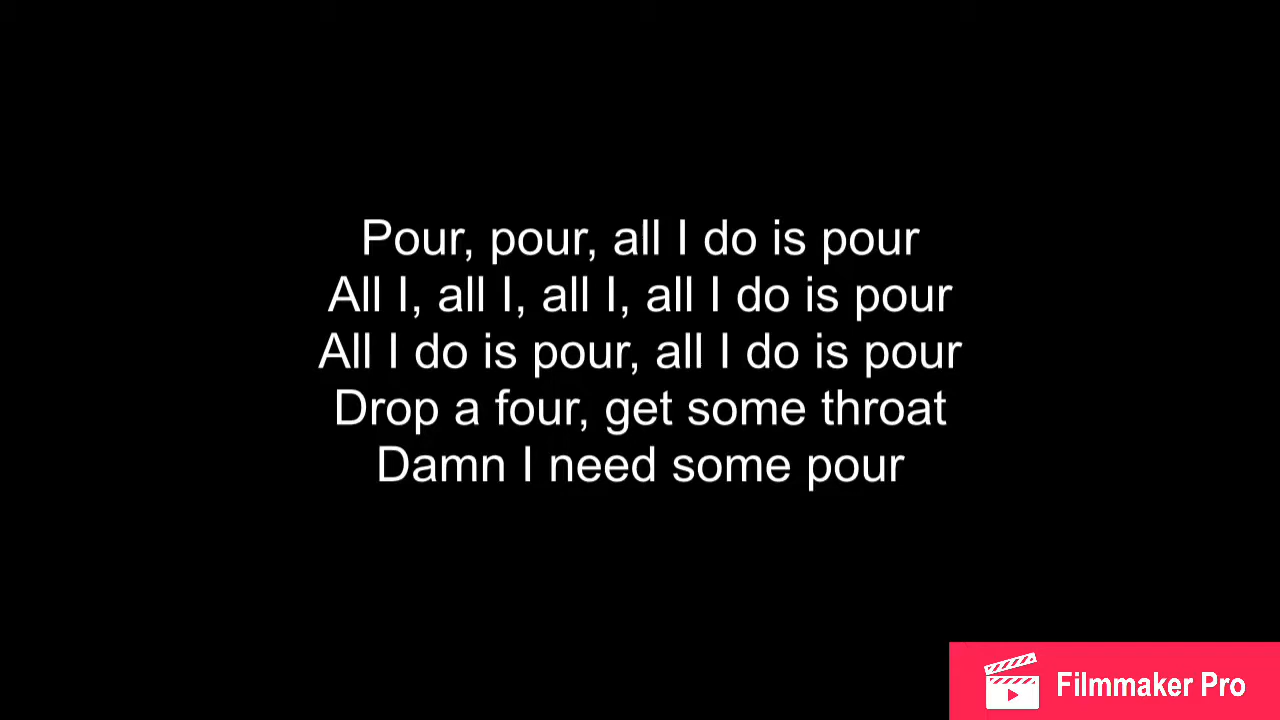 Pour, pour, all I do is pour
All I, all I, all I, all I do is pour
All I do is pour, all I do is pour
Drop a four, get some throat
Damn I need some pour
Filmmaker Pro